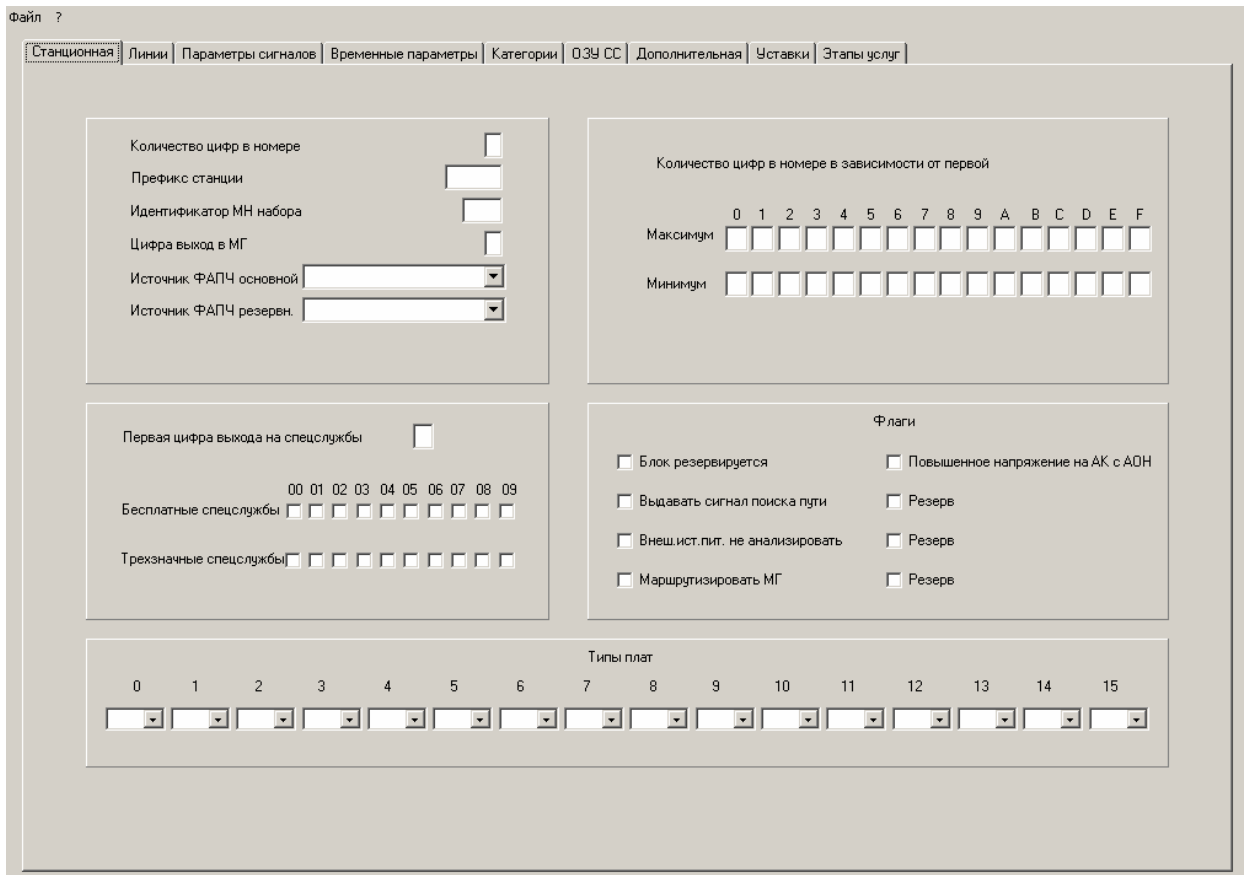 Файл ?
Станционная Линии Параметры сигналов Временные параметры Категории ОЗУ СС Дополнительная Уставки Этапы услуг
Количество цифр в номере
Префикс станции
Идентификатор МН набора
Цифра выход в МГ
Источник ФАПЧ основной
Источник ФАПЧ резервн.
Количество цифр в номере в зависимости от первой
0 1 2 3 4 5 6 7 8 9 A B C D E F
Максимум
Минимум
Первая цифра выхода на спецслужбы
00 01 02 03 04 05 06 07 08 09
Бесплатные спецслужбы
Трехзначные спецслужбы
Флаги
Блок резервируется Повышенное напряжение на АК с АОН
Выдавать сигнал поиска пути Резерв
Внеш.ист.пит. не анализировать Резерв
Маршрутизировать МГ Резерв
Типы плат
0 1 2 3 4 5 6 7 8 9 10 11 12 13 14 15